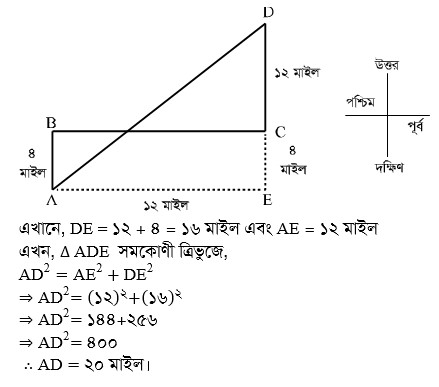 D
১২ মাইল
উত্তর
পশ্চিম
পূর্ব
দক্ষিণ
B
C
৪
মাইল
৪
মাইল
A
১২ মাইল
E
এখানে, DE = ১২ + ৪ = ১৬ মাইল এবং AE = ১২ মাইল
এখন, Δ ADE সমকোণী ত্রিভুজে,
AD² = AE² + DE²
⇒ AD²= (১২)²+(১৬)²
⇒ AD²= ১৪৪+২৫৬
⇒ AD²= ৪০০
∴ AD = ২০ মাইল।